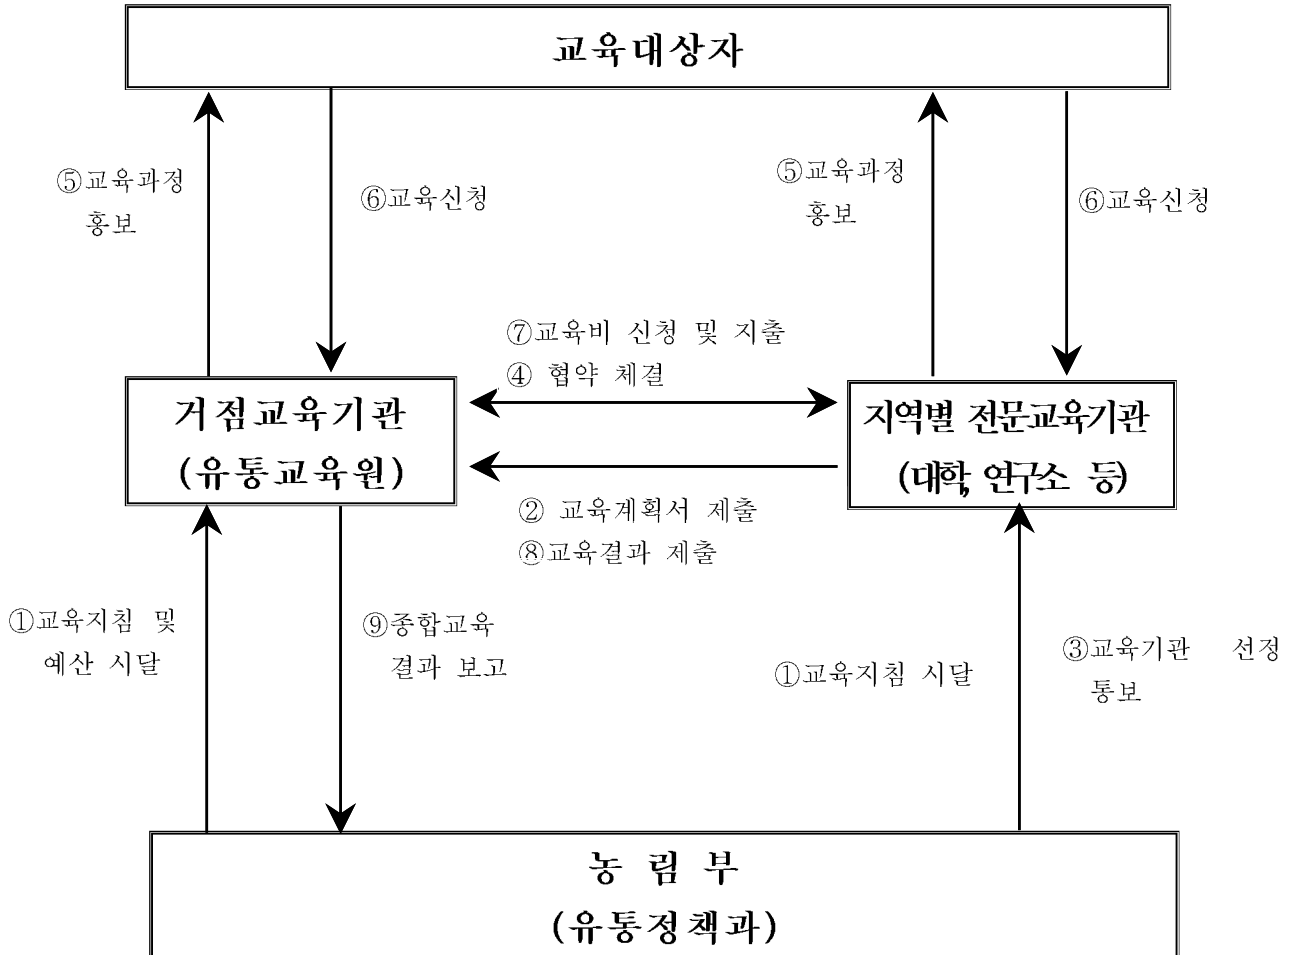 교육대상자
⑤교육과정
홍보
⑥교육신청
⑤교육과정
홍보
⑥교육신청
⑦교육비 신청 및 지출
④ 협약 체결
거점교육기관
(유통교육원)
지역별 전문교육기관
(대학, 연구소 등)
② 교육계획서 제출
⑧교육결과 제출
①교육지침 및
예산 시달
⑨종합교육
결과 보고
①교육지침 시달
③교육기관 선정
통보
농 림 부
(유통정책과)